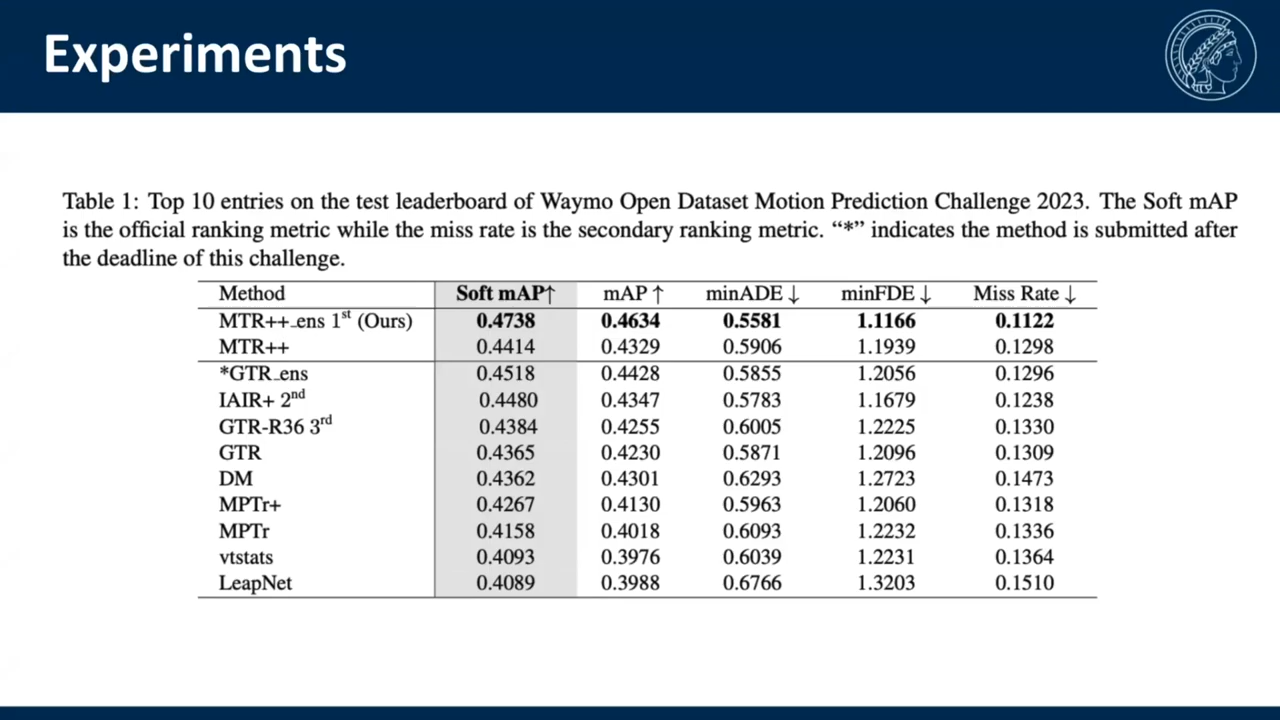 Experiments
Table 1: Top 10 entries on the test leaderboard of Waymo Open Dataset Motion Prediction Challenge 2023. The Soft mAP
is the official ranking metric while the miss rate is the secondary ranking metric. “*” indicates the method is submitted after
the deadline of this challenge.
Method Soft mAP↑ mAP ↑ minADE ↓ minFDE ↓ Miss Rate ↓
MTR++_ens 1st (Ours) 0.4738 0.4634 0.5581 1.1166 0.1122
MTR++ 0.4414 0.4329 0.5906 1.1939 0.1298
*GTR_ens 0.4518 0.4428 0.5855 1.2056 0.1296
IAIR+ 2nd 0.4480 0.4347 0.5783 1.1679 0.1238
GTR-R36 3rd 0.4384 0.4255 0.6005 1.2225 0.1330
GTR 0.4365 0.4230 0.5871 1.2096 0.1309
DM 0.4362 0.4301 0.6293 1.2723 0.1473
MPTr+ 0.4267 0.4130 0.5963 1.2060 0.1318
MPTr 0.4158 0.4018 0.6093 1.2232 0.1336
vtstats 0.4093 0.3976 0.6039 1.2231 0.1364
LeapNet 0.4089 0.3988 0.6766 1.3203 0.1510